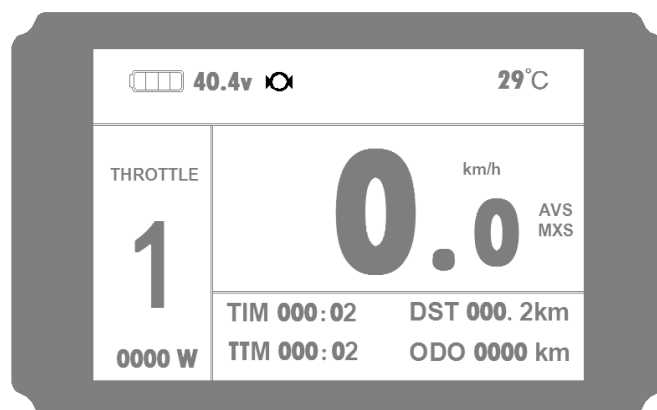 40.4v 29°C
THROTTLE
1
0000 W
km/h
0.0
AVS
MXS
TIM 000:02 DST 000. 2km
TTM 000:02 ODO 0000 km